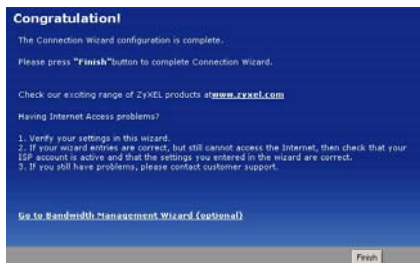 Congratulation!
The Connection Wizard configuration is complete.
Please press "Finish"button to complete Connection Wizard.
Check our exciting range of ZyXEL products atwww.zyxel.com
Having Internet Access problems?
1. Verify your settings in this wizard.
2. If your wizard entries are correct, but still cannot access the Internet, then check that your
ISP account is active and that the settings you entered in the wizard are correct.
3. If you still have problems, please contact customer support.
Go to Bandwidth Management Wizard (optional)
Finish